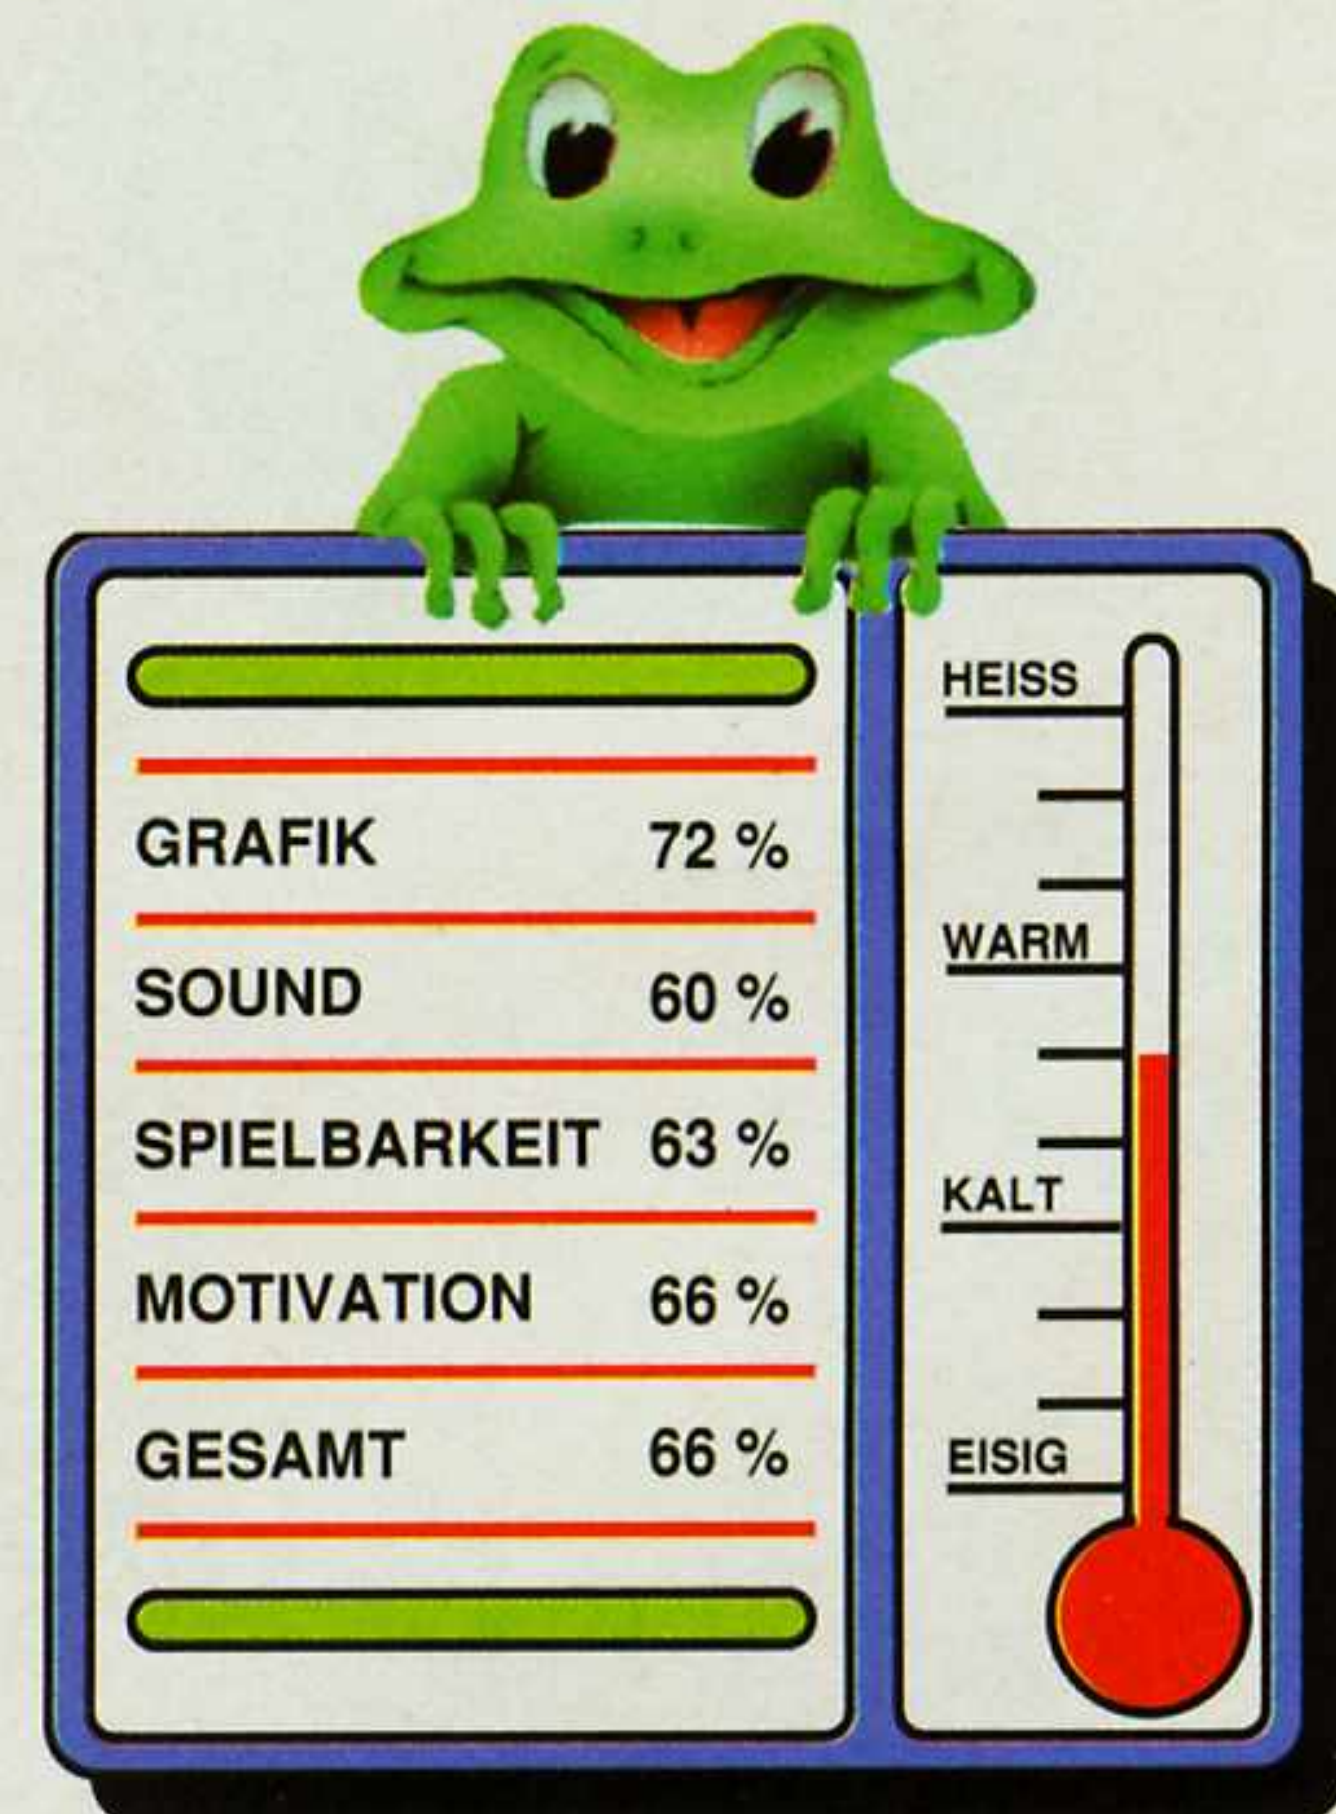 GRAFIK 72 %
SOUND 60 %
SPIELBARKEIT 63 %
MOTIVATION 66 %
GESAMT 66 %
HEISS
WARM
KALT
EISIG